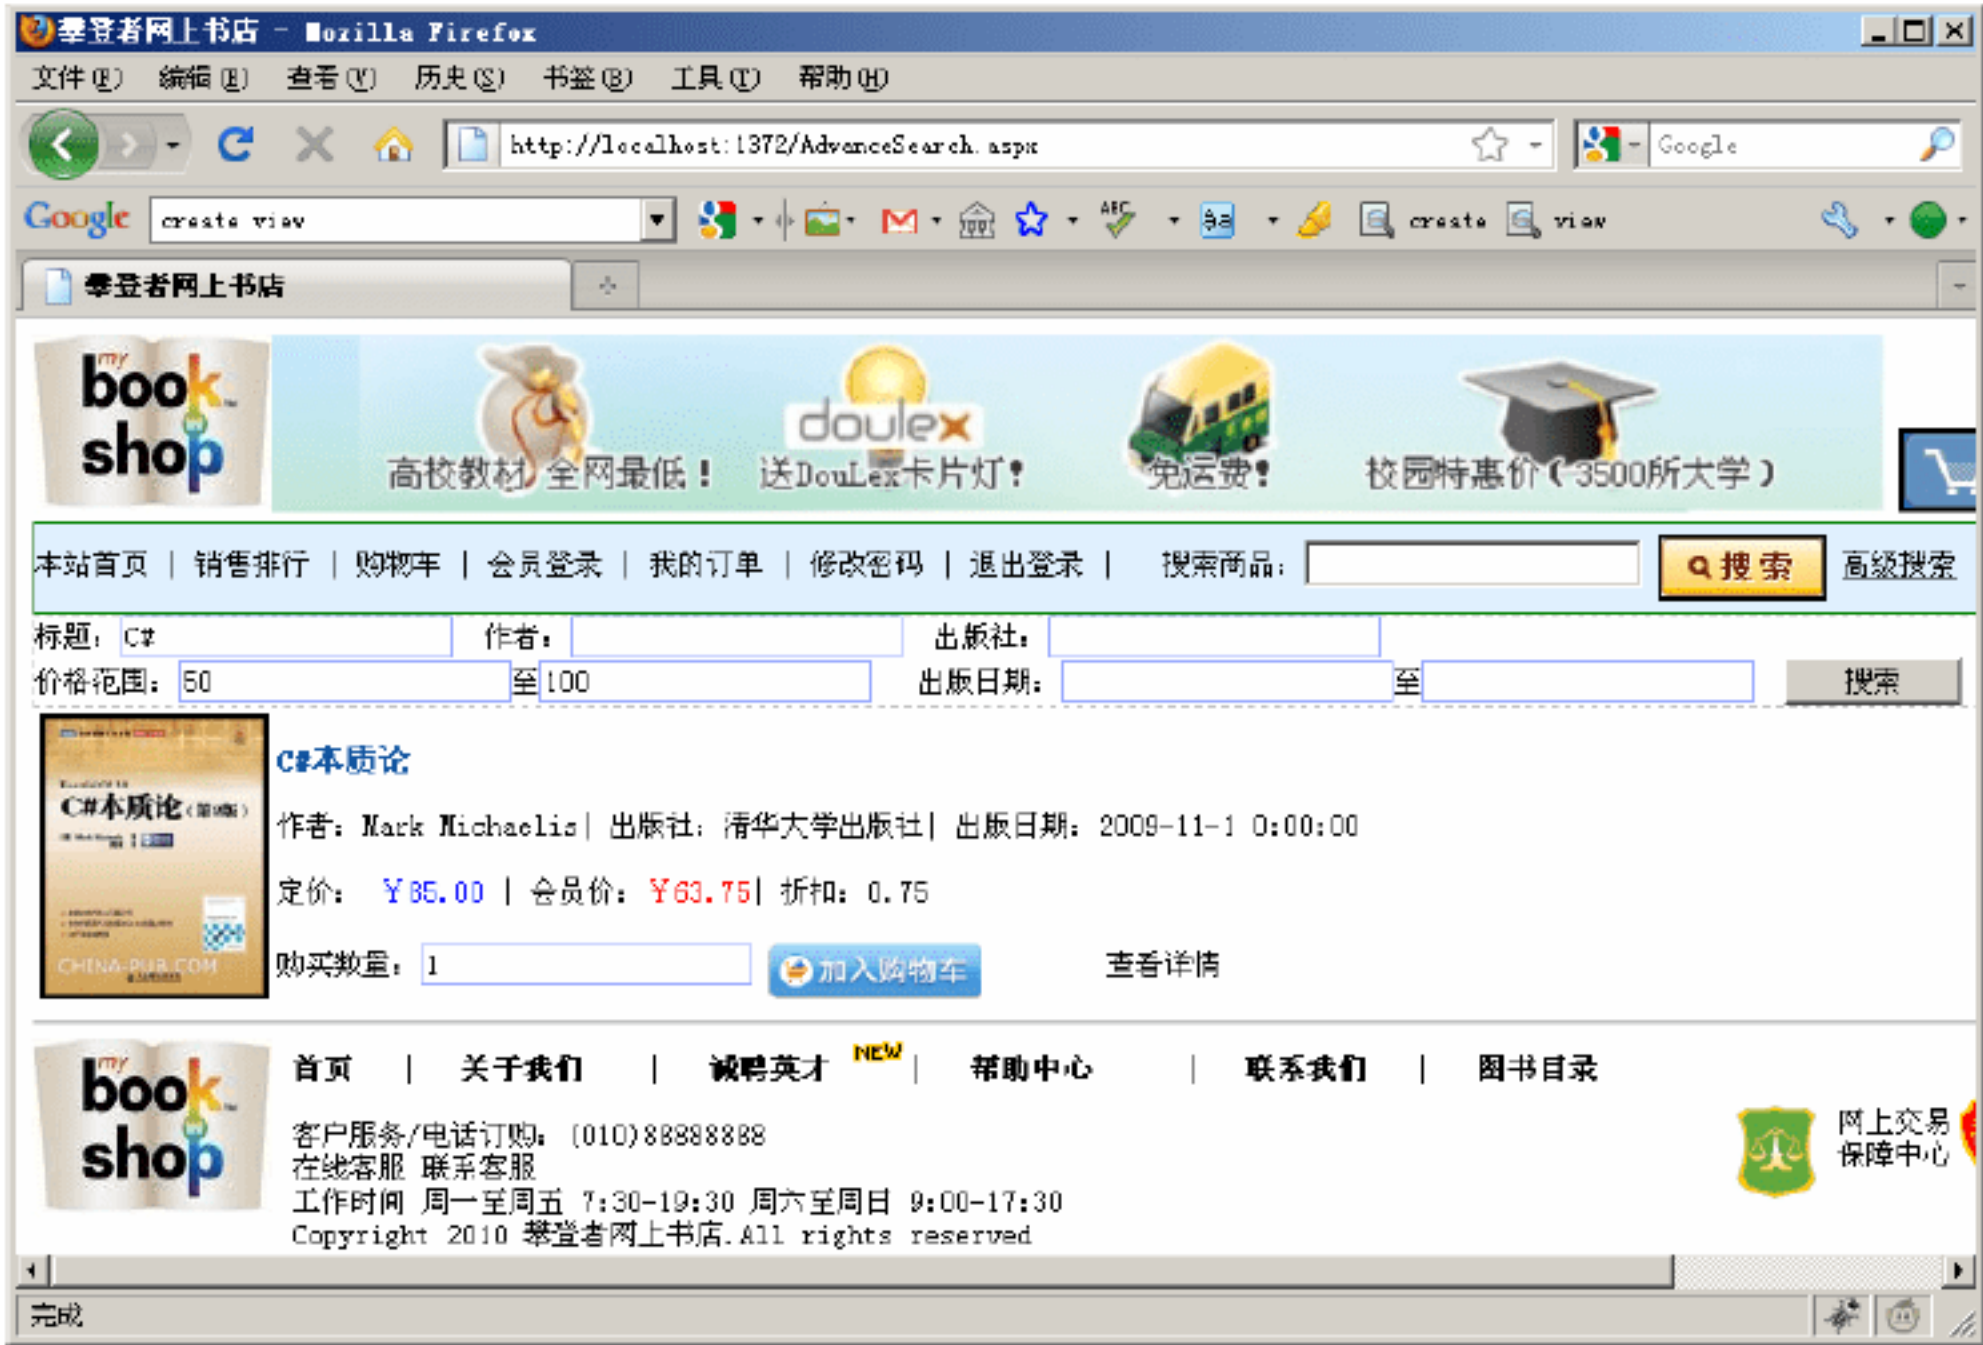 攀登者网上书店 - Mozilla Firefox
文件(F) 编辑(E) 查看(V) 历史(S) 书签(B) 工具(T) 帮助(H)
http://localhost:1372/AdvanceSearch.aspx Google
Google create view ABC create view
攀登者网上书店
my book in shop
doulex
高校教材 全网最低！ 送DouLex卡片灯！ 免运费！ 校园特惠价（3500所大学）
本站首页 | 销售排行 | 购物车 | 会员登录 | 我的订单 | 修改密码 | 退出登录 | 搜索商品： 搜索 高级搜索
标题： C# 作者： 出版社：
价格范围： 50 至 100 出版日期： 至 搜索
C#本质论
C#本质论
作者：Mark Michaelis| 出版社：清华大学出版社| 出版日期：2009-11-1 0:00:00
定价： ￥85.00 | 会员价：￥63.75| 折扣：0.75
CHINA-PUB.COM
购买数量： 1 加入购物车 查看详情
my book in shop
首页 | 关于我们 | 诚聘英才 NEW | 帮助中心 | 联系我们 | 图书目录
客户服务/电话订购：(010)88888888
在线客服 联系客服
工作时间 周一至周五 7:30-19:30 周六至周日 9:00-17:30
Copyright 2010 攀登者网上书店.All rights reserved
网上交易
保障中心
完成